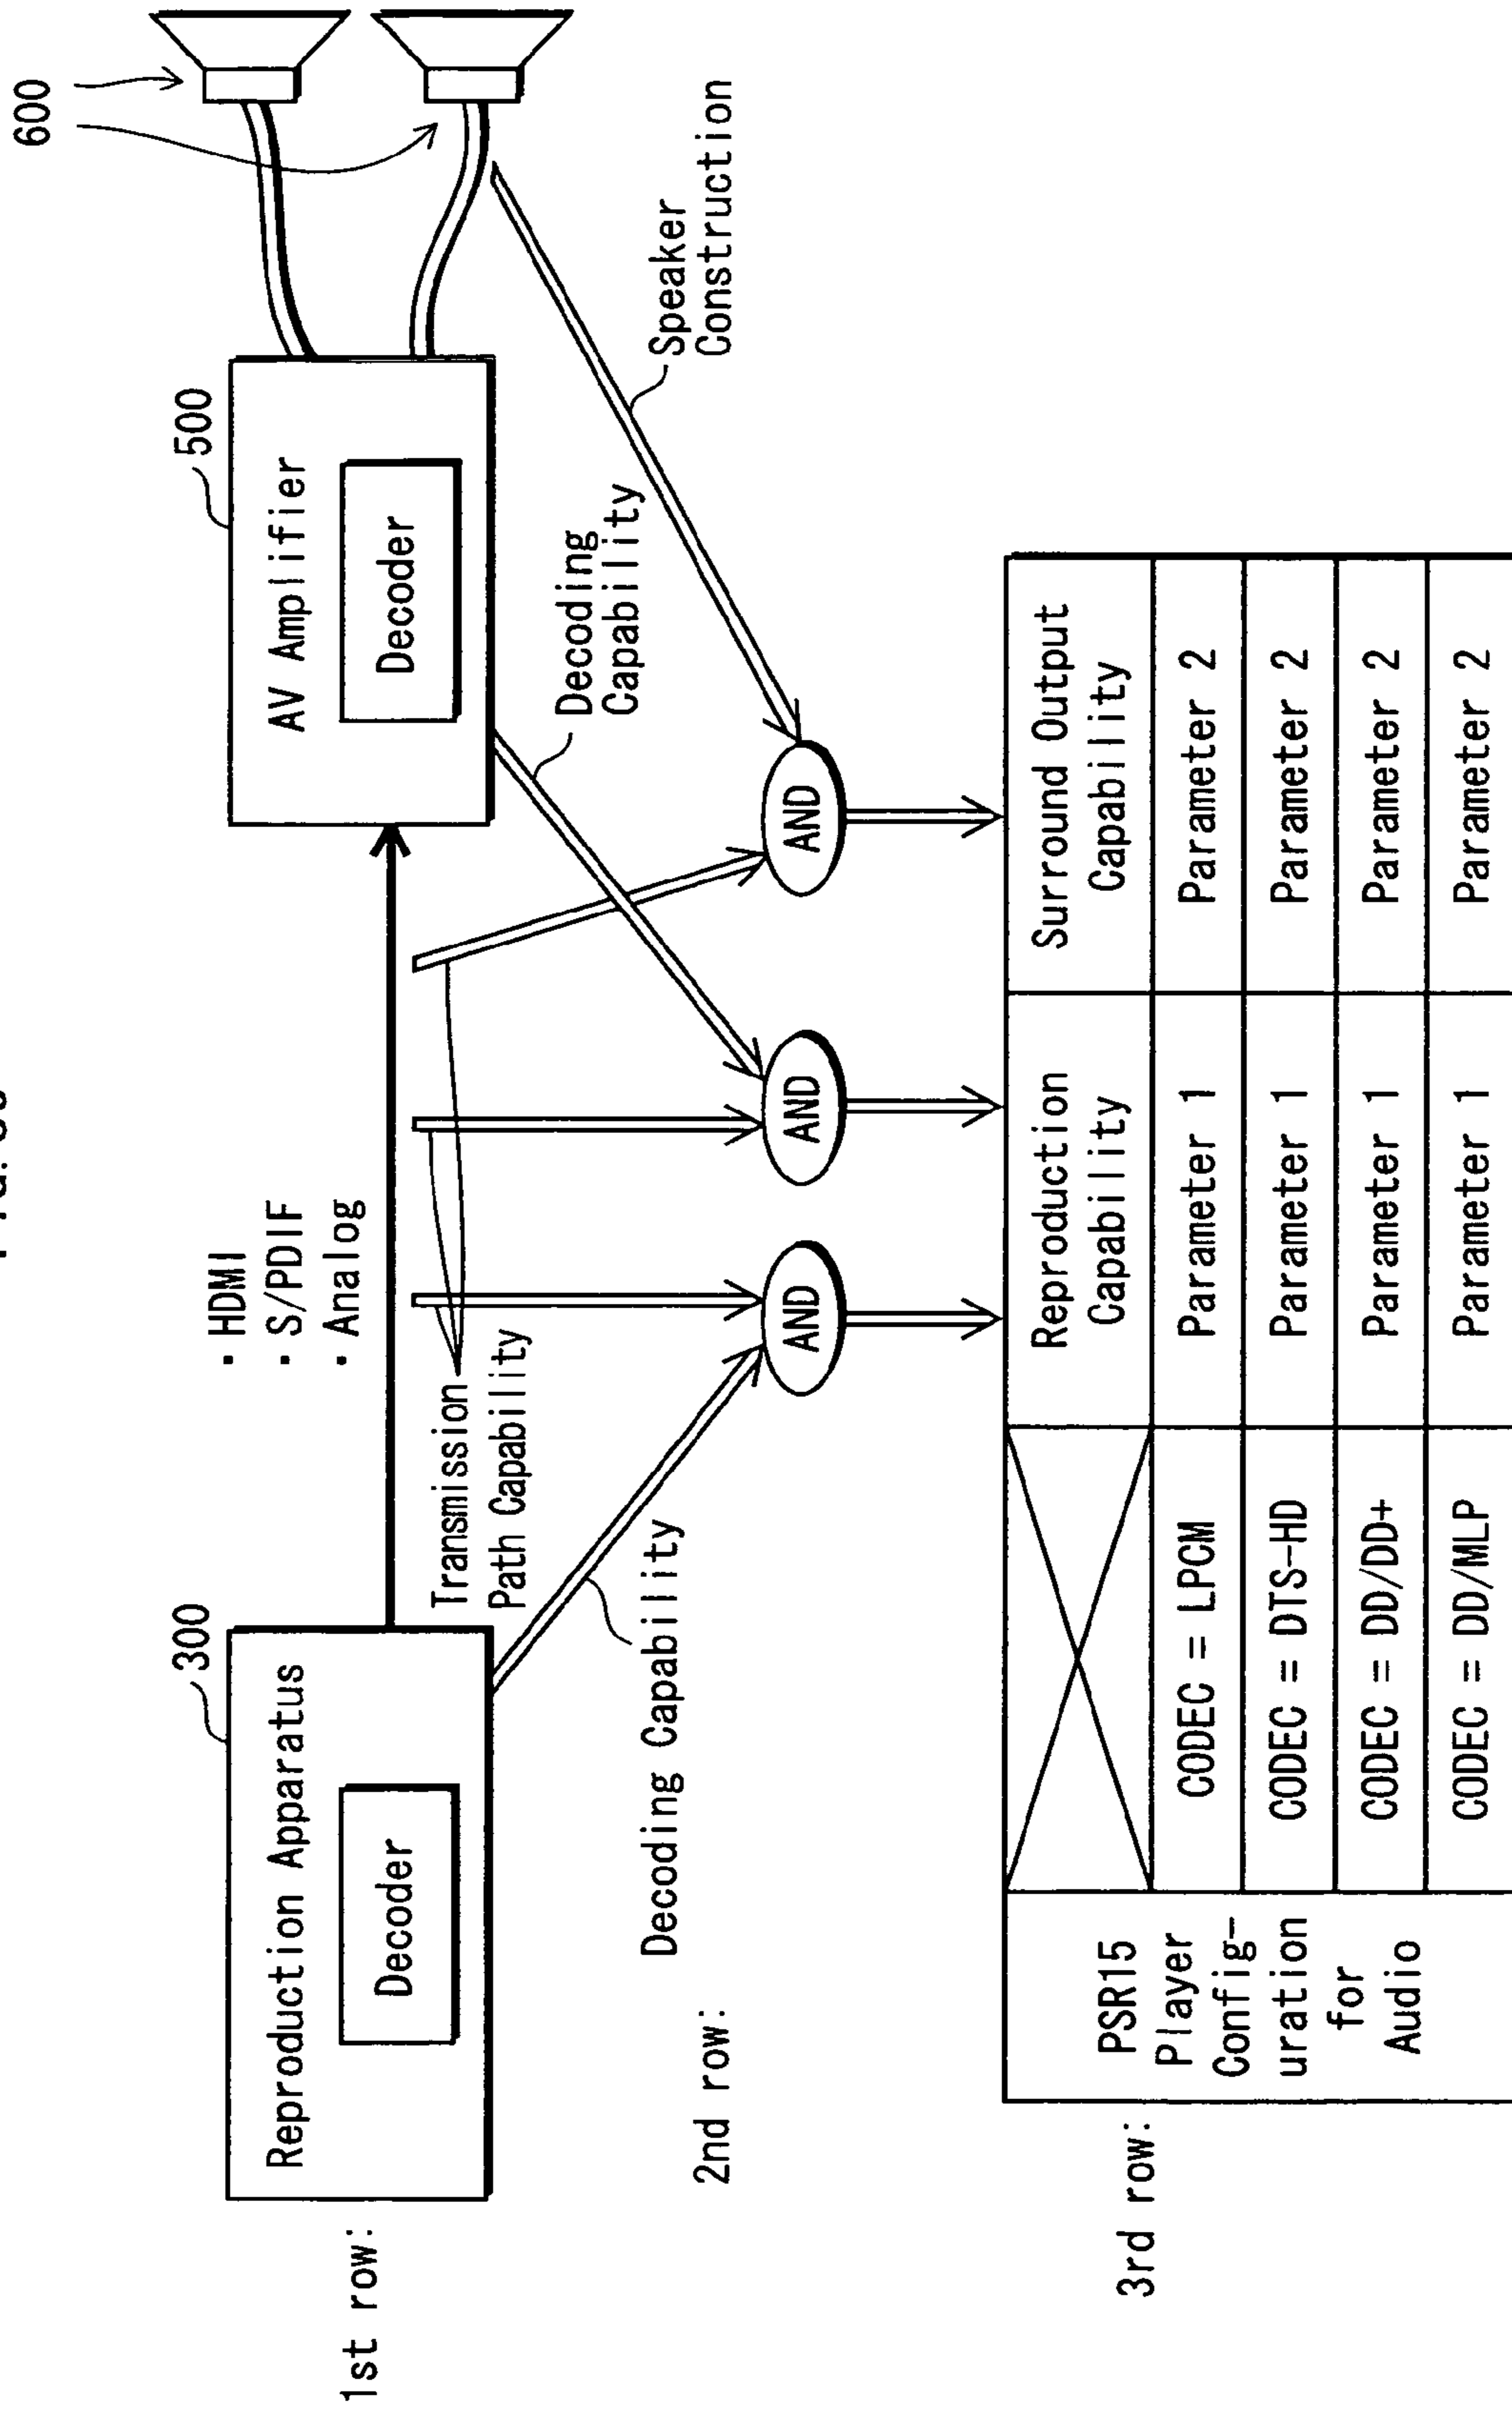 1st row:
300
Reproduction Apparatus
Decoder
· HDMI
· S/PDIF
· Analog
500
AV Amplifier
Decoder
600
2nd row:
Transmission
Path Capability
Decoding Capability
Decoding
Capability
Speaker
Construction
AND
AND
AND
3rd row:
PSR15
Player
Config-
uration
for
Audio
Reproduction
Capability
Surround Output
Capability
CODEC = LPCM
Parameter 1
Parameter 2
CODEC = DTS-HD
Parameter 1
Parameter 2
CODEC = DD/DD+
Parameter 1
Parameter 2
CODEC = DD/MLP
Parameter 1
Parameter 2